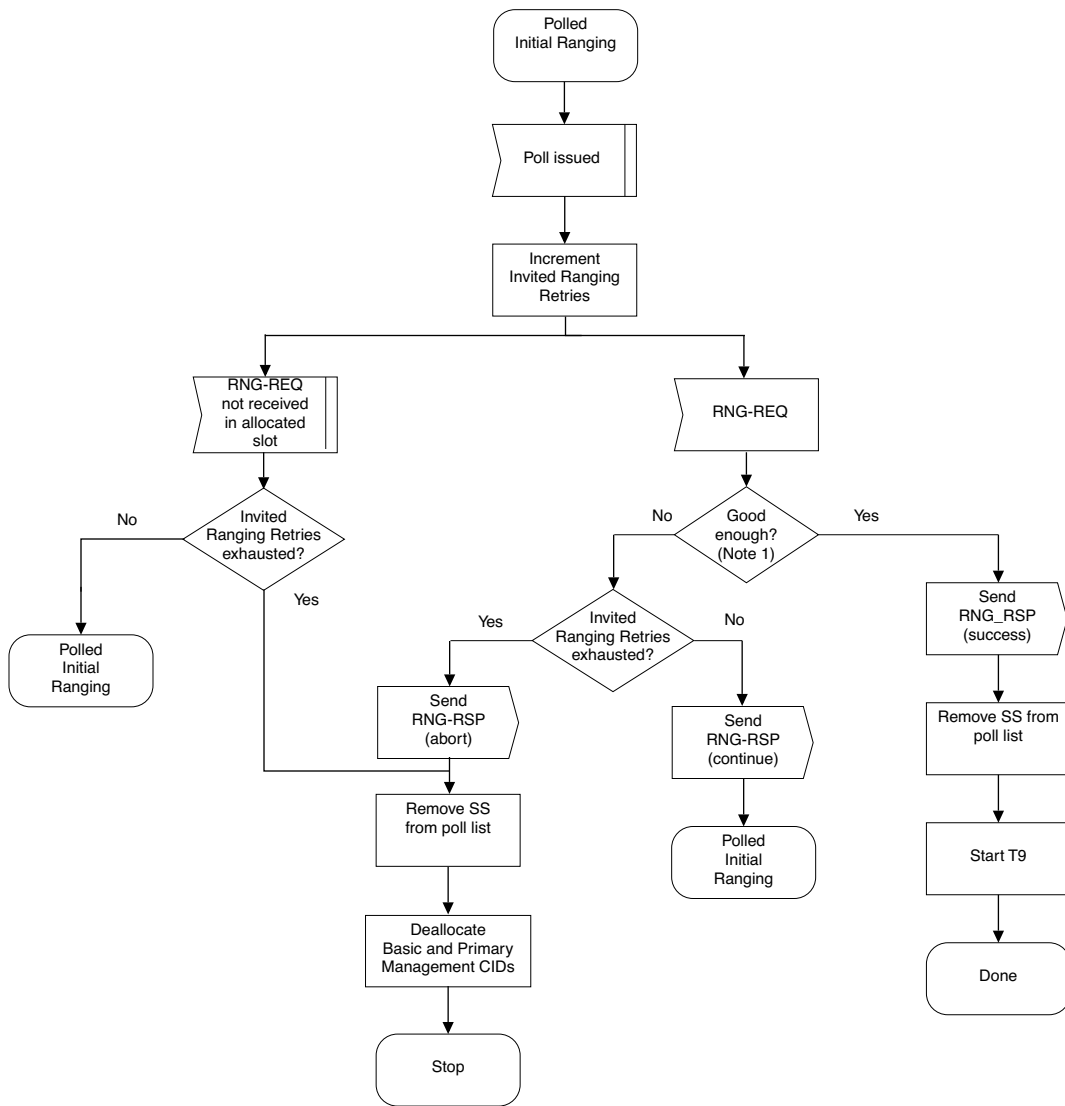 Polled
Initial Ranging
Poll issued
Increment
Invited Ranging
Retries
RNG-REQ
not received
in allocated
slot
RNG-REQ
No
Invited
Ranging Retries
exhausted?
Yes
No
Good
enough?
(Note 1)
Yes
Polled
Initial
Ranging
Yes
Invited
Ranging Retries
exhausted?
No
Send
RNG_RSP
(success)
Send
RNG-RSP
(abort)
Send
RNG-RSP
(continue)
Remove SS from
poll list
Remove SS
from poll list
Polled
Initial
Ranging
Start T9
Deallocate
Basic and Primary
Management CIDs
Done
Stop